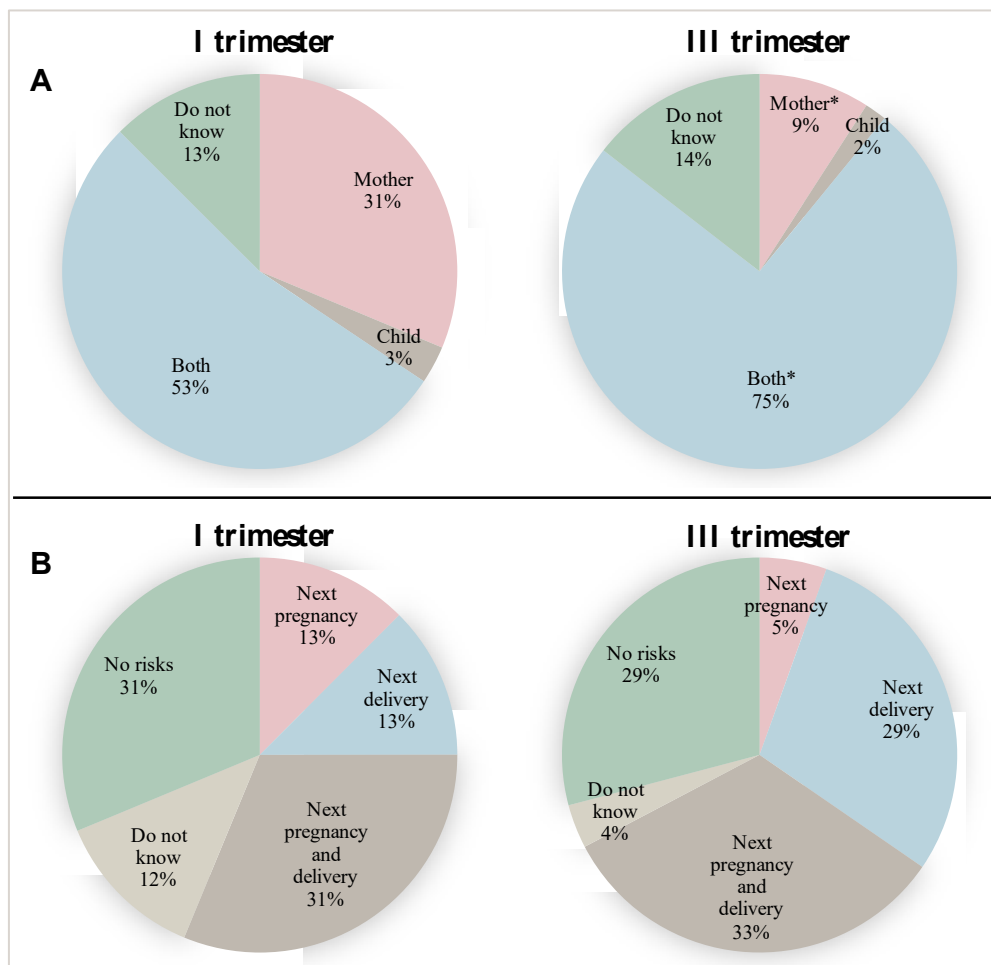 I trimester
III trimester
A
Do not
know
13%
Mother
31%
Child
3%
Both
53%
Do not
know
14%
Mother*
9%
Child
2%
Both*
75%
I trimester
III trimester
B
Next
pregnancy
13%
Next
delivery
13%
Next
pregnancy
and
delivery
31%
Do not
know
12%
No risks
31%
Next
pregnancy
5%
Next
delivery
29%
Next
pregnancy
and
delivery
33%
Do not
know
4%
No risks
29%